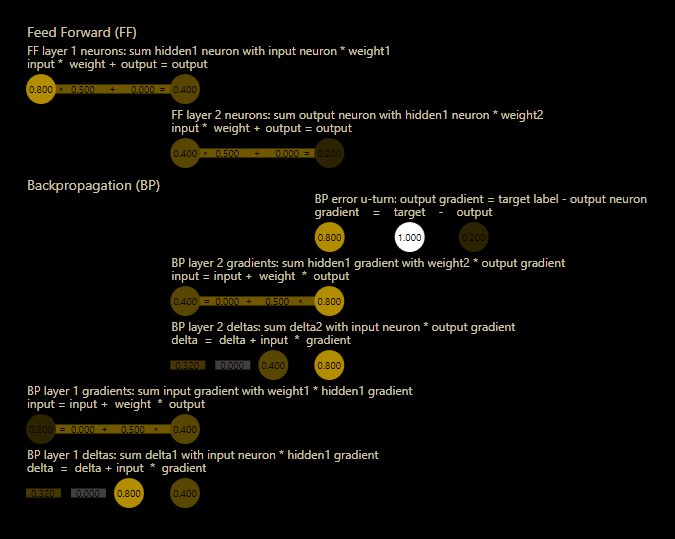 Feed Forward (FF)
FF layer 1 neurons: sum hidden1 neuron with input neuron * weight1
input * weight + output = output
0.800 * 0.500 + 0.000 = 0.400
FF layer 2 neurons: sum output neuron with hidden1 neuron * weight2
input * weight + output = output
0.400 * 0.500 + 0.000 = 0.200
Backpropagation (BP)
BP error u-turn: output gradient = target label - output neuron
gradient = target - output
0.800 1.000 0.200
BP layer 2 gradients: sum hidden1 gradient with weight2 * output gradient
input = input + weight * output
0.400 = 0.000 + 0.500 * 0.800
BP layer 2 deltas: sum delta2 with input neuron * output gradient
delta = delta + input * gradient
0.320 0.000 0.400 0.800
BP layer 1 gradients: sum input gradient with weight1 * hidden1 gradient
input = input + weight * output
0.200 = 0.000 + 0.500 * 0.400
BP layer 1 deltas: sum delta1 with input neuron * hidden1 gradient
delta = delta + input * gradient
0.320 0.000 0.800 0.400